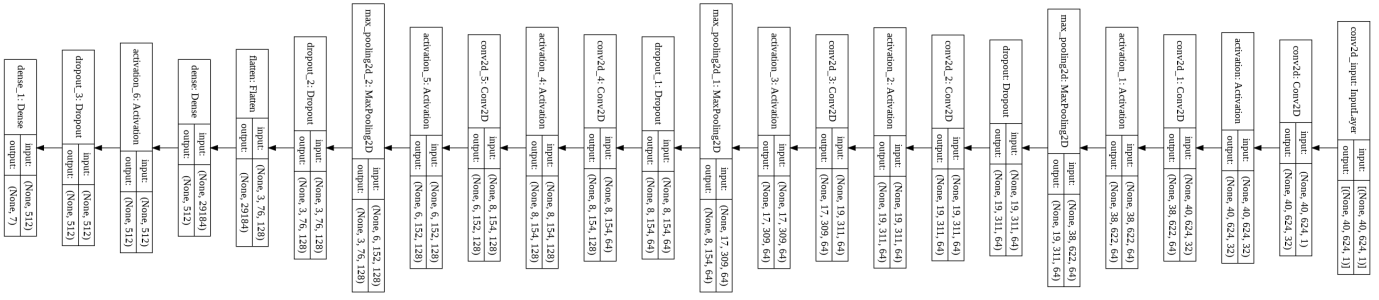 conv2d_input: InputLayer
input: [(None, 40, 624, 1)]
output: [(None, 40, 624, 1)]
conv2d: Conv2D
input: (None, 40, 624, 1)
output: (None, 40, 624, 32)
activation: Activation
input: (None, 40, 624, 32)
output: (None, 40, 624, 32)
conv2d_1: Conv2D
input: (None, 40, 624, 32)
output: (None, 38, 622, 64)
activation_1: Activation
input: (None, 38, 622, 64)
output: (None, 38, 622, 64)
max_pooling2d: MaxPooling2D
input: (None, 38, 622, 64)
output: (None, 19, 311, 64)
dropout: Dropout
input: (None, 19, 311, 64)
output: (None, 19, 311, 64)
conv2d_2: Conv2D
input: (None, 19, 311, 64)
output: (None, 19, 311, 64)
activation_2: Activation
input: (None, 19, 311, 64)
output: (None, 19, 311, 64)
conv2d_3: Conv2D
input: (None, 19, 311, 64)
output: (None, 17, 309, 64)
activation_3: Activation
input: (None, 17, 309, 64)
output: (None, 17, 309, 64)
max_pooling2d_1: MaxPooling2D
input: (None, 17, 309, 64)
output: (None, 8, 154, 64)
dropout_1: Dropout
input: (None, 8, 154, 64)
output: (None, 8, 154, 64)
conv2d_4: Conv2D
input: (None, 8, 154, 64)
output: (None, 8, 154, 128)
activation_4: Activation
input: (None, 8, 154, 128)
output: (None, 8, 154, 128)
conv2d_5: Conv2D
input: (None, 8, 154, 128)
output: (None, 6, 152, 128)
activation_5: Activation
input: (None, 6, 152, 128)
output: (None, 6, 152, 128)
max_pooling2d_2: MaxPooling2D
input: (None, 6, 152, 128)
output: (None, 3, 76, 128)
dropout_2: Dropout
input: (None, 3, 76, 128)
output: (None, 3, 76, 128)
flatten: Flatten
input: (None, 3, 76, 128)
output: (None, 29184)
dense: Dense
input: (None, 29184)
output: (None, 512)
activation_6: Activation
input: (None, 512)
output: (None, 512)
dropout_3: Dropout
input: (None, 512)
output: (None, 512)
dense_1: Dense
input: (None, 512)
output: (None, 7)